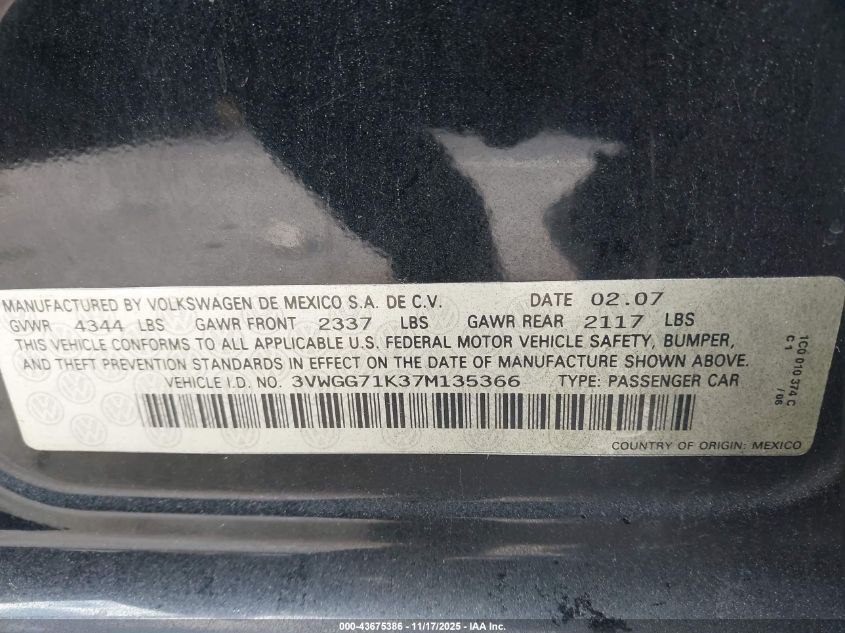 MANUFACTURED BY VOLKSWAGEN DE MEXICO S.A. DE C.V. DATE 02.07
GVWR 4344 LBS GAWR FRONT 2337 LBS GAWR REAR 2117 LBS
THIS VEHICLE CONFORMS TO ALL APPLICABLE U.S. FEDERAL MOTOR VEHICLE SAFETY, BUMPER,
AND THEFT PREVENTION STANDARDS IN EFFECT ON THE DATE OF MANUFACTURE SHOWN ABOVE.
VEHICLE I.D. NO. 3VWGG71K37M135366 TYPE: PASSENGER CAR
COUNTRY OF ORIGIN: MEXICO
1C0 010 374 C
C 1 /06
000-43675386 - 11/17/2025 - IAA Inc.